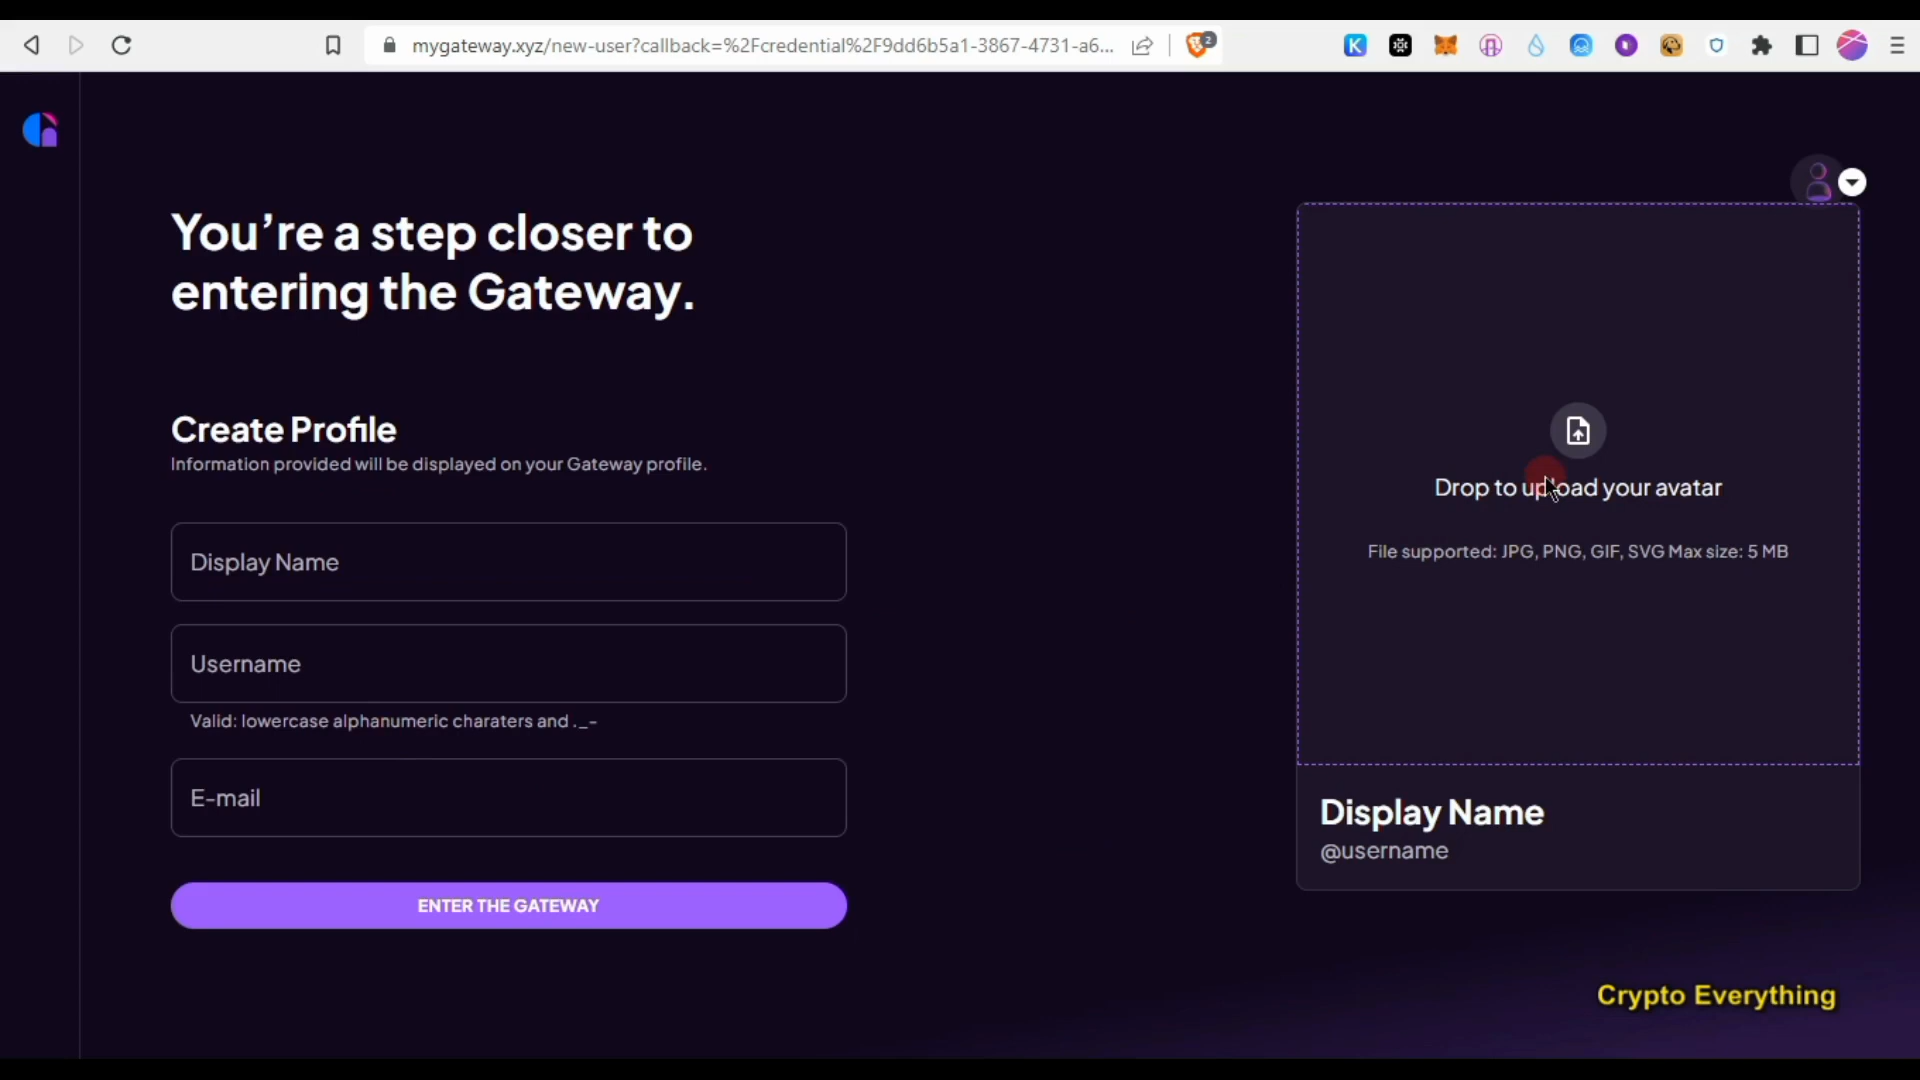 mygateway.xyz/new-user?callback=%2Fcredential%2F9dd6b5a1-3867-4731-a6...
2
K
You’re a step closer to
entering the Gateway.
Create Profile
Information provided will be displayed on your Gateway profile.
Display Name
Username
Valid: lowercase alphanumeric charaters and ._-
E-mail
ENTER THE GATEWAY
Drop to upload your avatar
File supported: JPG, PNG, GIF, SVG Max size: 5 MB
Display Name
@username
Crypto Everything